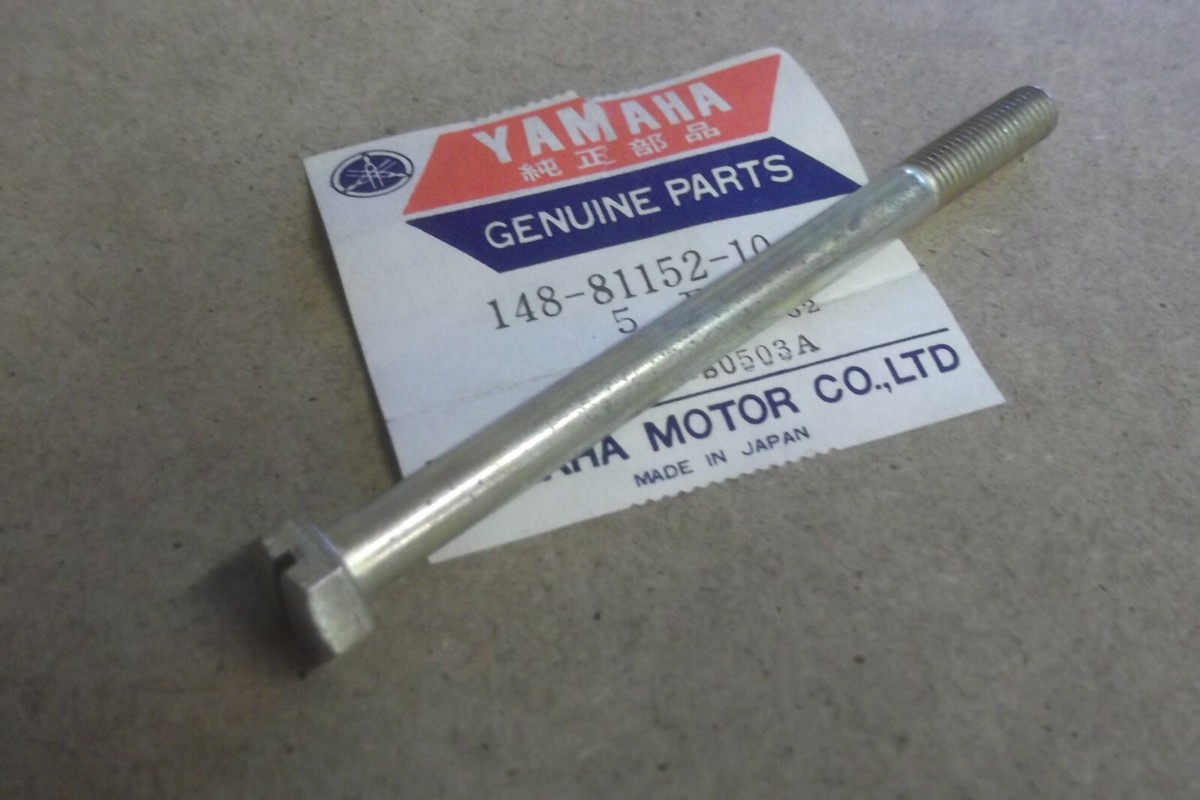 YAMAHA
純正部品
GENUINE PARTS
148-81152-10
5
B0503A
MOTOR CO.,LTD
MADE IN JAPAN